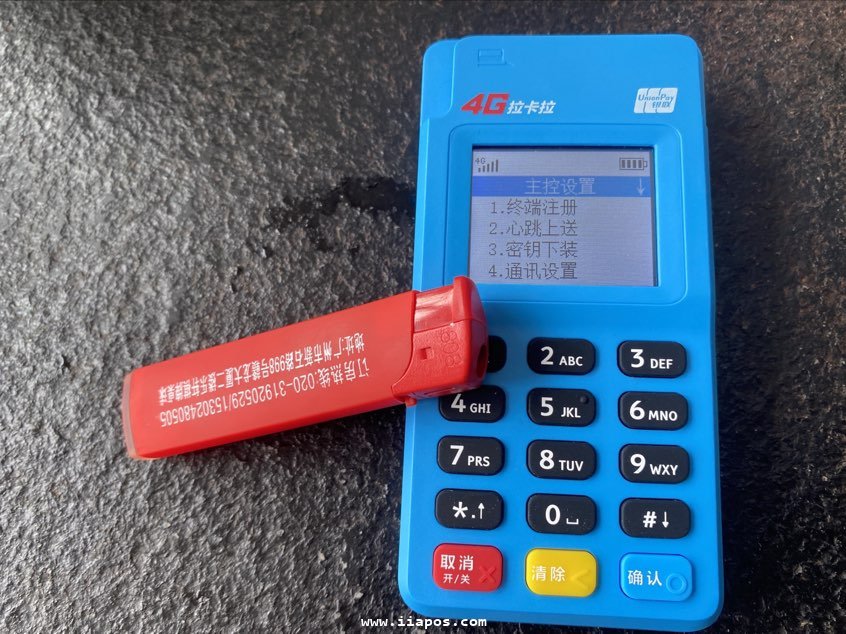 4G拉卡拉
UnionPay
银联
4G
主控设置 ↓
1.终端注册
2.心跳上送
3.密钥下装
4.通讯设置
订房热线:020-31920529/15302480505
2 ABC
3 DEF
4 GHI
5 JKL
6 MNO
7 PRS
8 TUV
9 WXY
*.↑
0
#↓
取消
开/关
清除
确认
www.iiapos.com